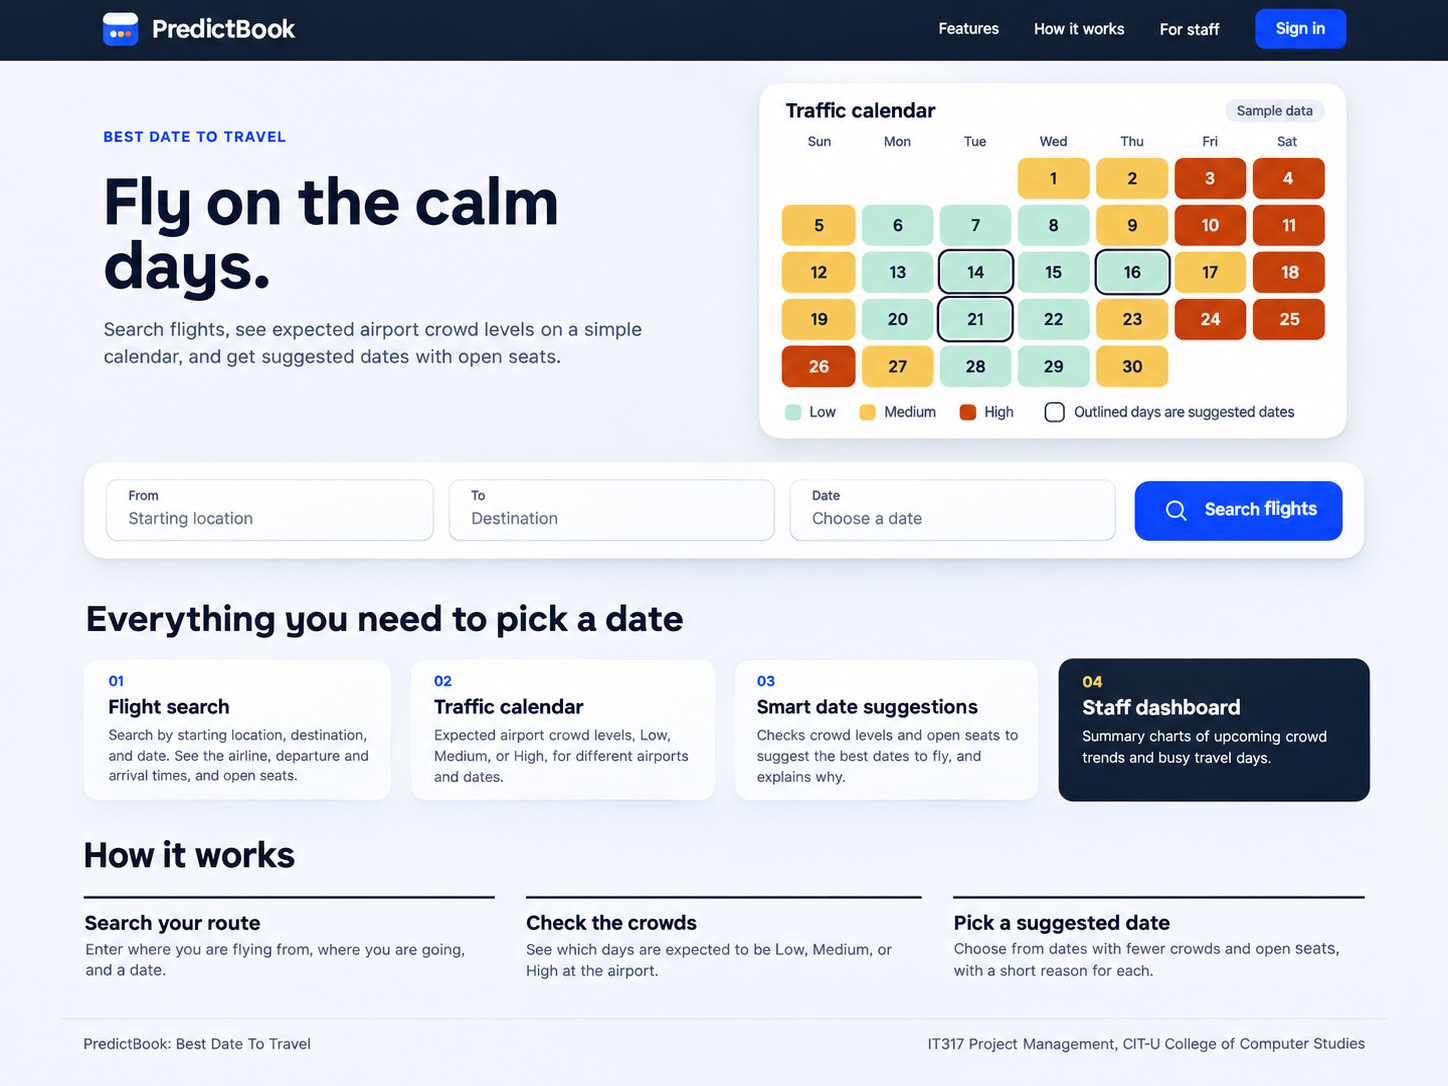 PredictBook
Features
How it works
For staff
Sign in
BEST DATE TO TRAVEL
Fly on the calm
days.
Search flights, see expected airport crowd levels on a simple
calendar, and get suggested dates with open seats.
Traffic calendar
Sample data
Sun Mon Tue Wed Thu Fri Sat
1 2 3 4
5 6 7 8 9 10 11
12 13 14 15 16 17 18
19 20 21 22 23 24 25
26 27 28 29 30
Low Medium High Outlined days are suggested dates
From
Starting location
To
Destination
Date
Choose a date
Search flights
Everything you need to pick a date
01
Flight search
Search by starting location, destination,
and date. See the airline, departure and
arrival times, and open seats.
02
Traffic calendar
Expected airport crowd levels, Low,
Medium, or High, for different airports
and dates.
03
Smart date suggestions
Checks crowd levels and open seats to
suggest the best dates to fly, and
explains why.
04
Staff dashboard
Summary charts of upcoming crowd
trends and busy travel days.
How it works
Search your route
Enter where you are flying from, where you are going,
and a date.
Check the crowds
See which days are expected to be Low, Medium, or
High at the airport.
Pick a suggested date
Choose from dates with fewer crowds and open seats,
with a short reason for each.
PredictBook: Best Date To Travel
IT317 Project Management, CIT-U College of Computer Studies